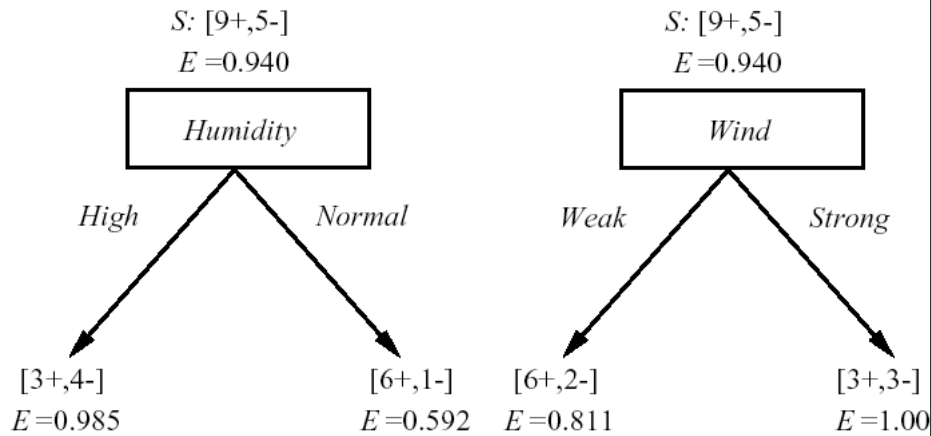 S: [9+,5-]
E =0.940
Humidity
High
Normal
[3+,4-]
E =0.985
[6+,1-]
E =0.592
S: [9+,5-]
E =0.940
Wind
Weak
Strong
[6+,2-]
E =0.811
[3+,3-]
E =1.00